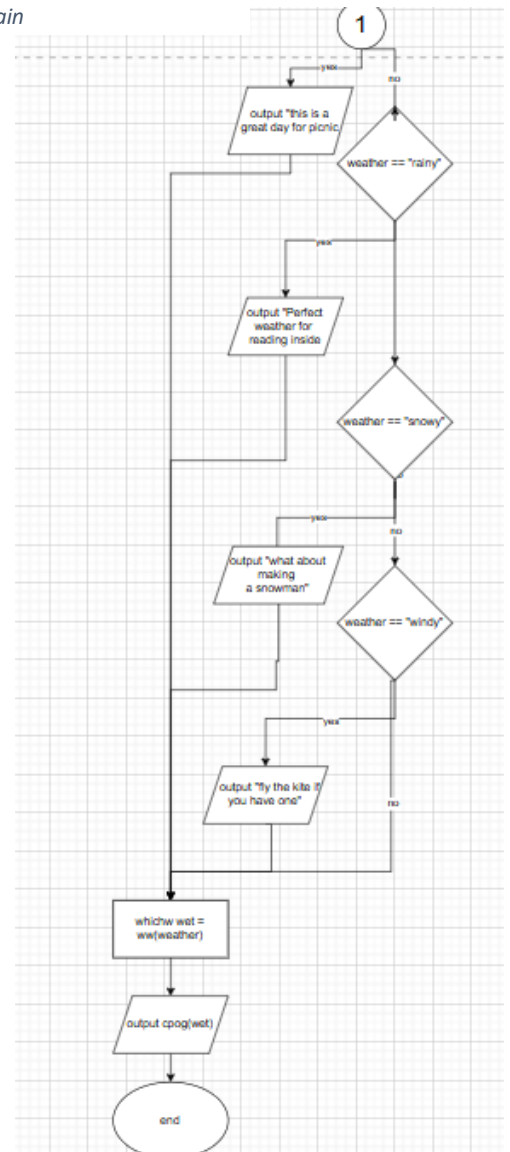 ain
1
yes
no
output "this is a
great day for picnic
weather == "rainy"
yes
output "Perfect
weather for
reading inside
weather == "snowy"
yes
no
output "what about
making
a snowman"
weather == "windy"
yes
output "fly the kite if
you have one"
no
whichw wet =
ww(weather)
output cpog(wet)
end